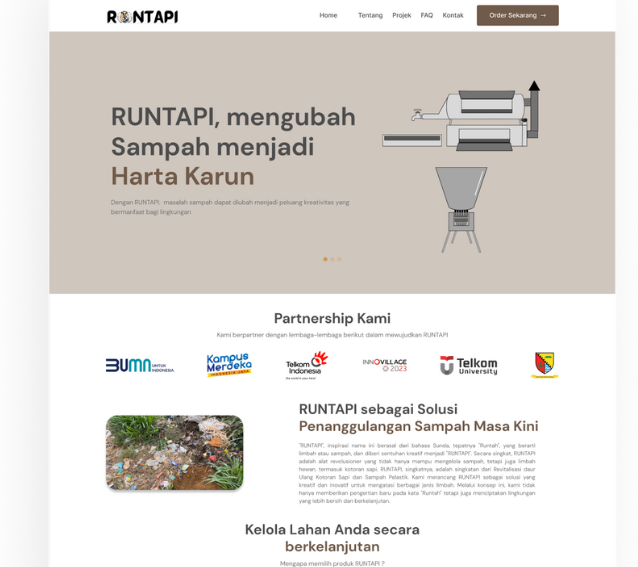 RUNTAPI
Home Tentang Projek FAQ Kontak Order Sekarang →
RUNTAPI, mengubah
Sampah menjadi
Harta Karun
Dengan RUNTAPI, masalah sampah dapat diubah menjadi peluang kreativitas yang
bermanfaat bagi lingkungan.
Partnership Kami
Kami berpartner dengan lembaga-lembaga berikut dalam mewujudkan RUNTAPI
BUMN UNTUK
INDONESIA
Kampus
Merdeka
INDONESIA JAYA
Telkom
Indonesia
the world in your hand
INNOVILLAGE
2023
Telkom
University
RUNTAPI sebagai Solusi
Penanggulangan Sampah Masa Kini
"RUNTAPI", inspirasi nama ini berasal dari bahasa Sunda, tepatnya "Runtah", yang berarti
limbah atau sampah, dan diberi sentuhan kreatif menjadi "RUNTAPI". Secara singkat, RUNTAPI
adalah alat revolusioner yang tidak hanya mampu mengelola sampah, tetapi juga limbah
hewan, termasuk kotoran sapi. RUNTAPI, singkatnya, adalah singkatan dari Revitalisasi daur
Ulang Kotoran Sapi dan Sampah Pelastik. Kami merancang RUNTAPI sebagai solusi yang
kreatif dan inovatif untuk mengatasi berbagai jenis limbah. Melalui konsep ini, kami tidak
hanya memberikan pengertian baru pada kata "Runtah" tetapi juga menciptakan lingkungan
yang lebih bersih dan berkelanjutan.
Kelola Lahan Anda secara
berkelanjutan
Mengapa memilih produk RUNTAPI ?